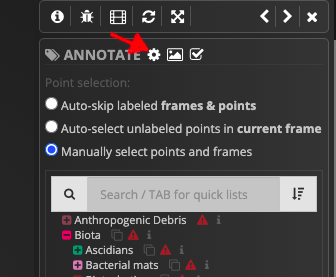 ANNOTATE
Point selection:
Auto-skip labeled frames & points
Auto-select unlabeled points in current frame
Manually select points and frames
Search / TAB for quick lists
Anthropogenic Debris
Biota
Ascidians
Bacterial mats